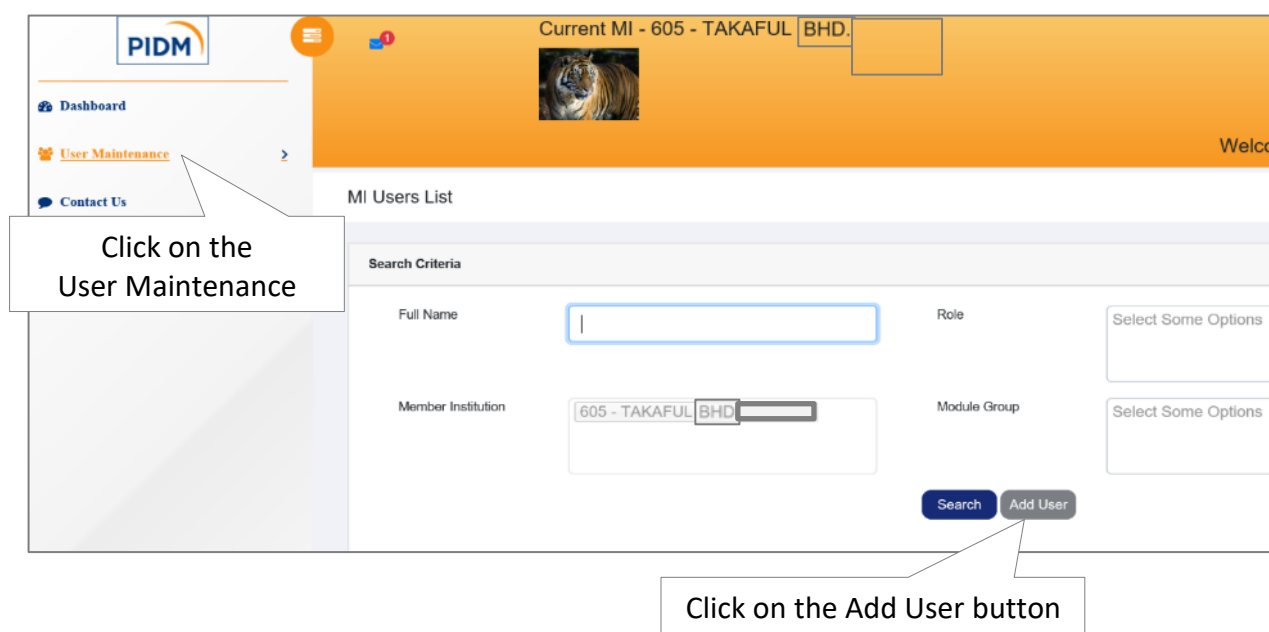 PIDM
1
Current MI - 605 - TAKAFUL BHD.
Dashboard
User Maintenance
Welco
Contact Us
MI Users List
Click on the
User Maintenance
Search Criteria
Full Name
Role
Select Some Options
Member Institution
605 - TAKAFUL BHD
Module Group
Select Some Options
Search
Add User
Click on the Add User button